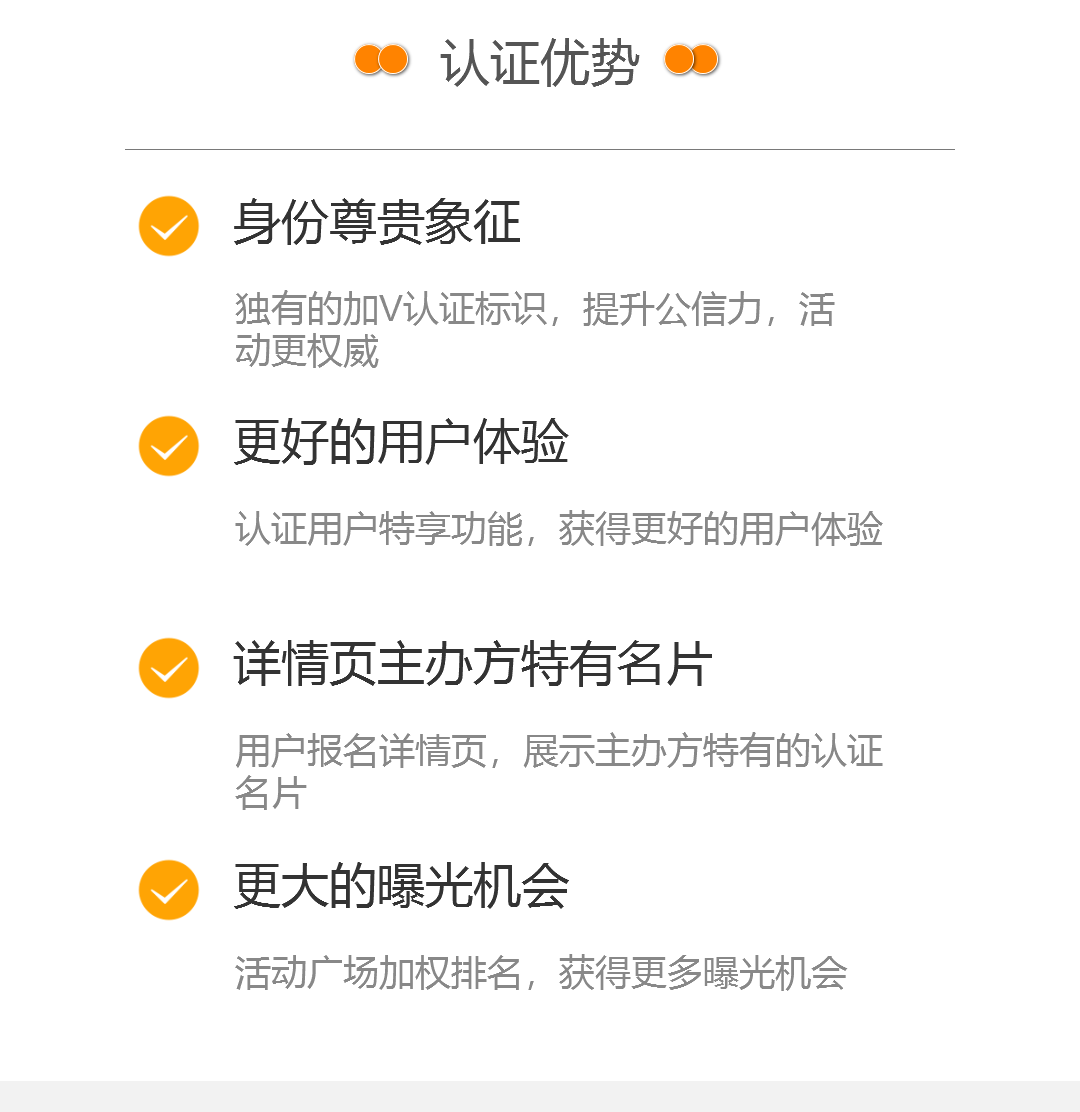 认证优势
身份尊贵象征
独有的加V认证标识，提升公信力，活
动更权威
更好的用户体验
认证用户特享功能，获得更好的用户体验
详情页主办方特有名片
用户报名详情页，展示主办方特有的认证
名片
更大的曝光机会
活动广场加权排名，获得更多曝光机会